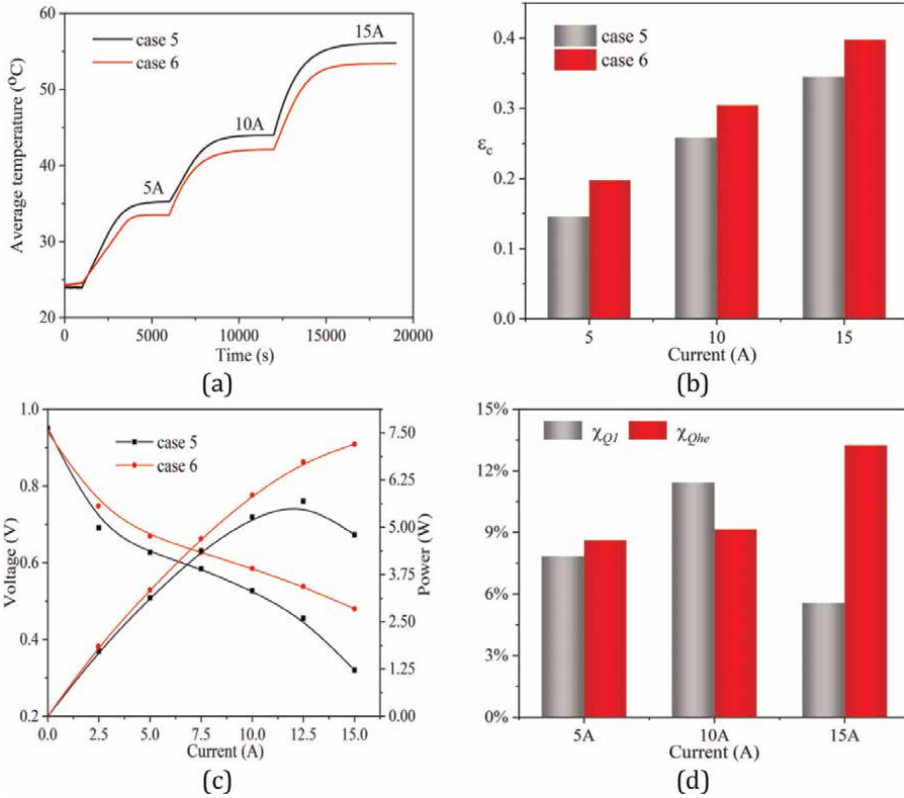 60
50
40
30
20
Average temperature (°C)
case 5
case 6
5A
10A
15A
0
5000
10000
15000
20000
Time (s)
(a)
0.4
0.3
0.2
0.1
0.0
εc
case 5
case 6
5
10
15
Current (A)
(b)
1.0
0.8
0.6
0.4
0.2
Voltage (V)
case 5
case 6
7.50
6.25
5.00
3.75
2.50
1.25
0.00
Power (W)
0.0
2.5
5.0
7.5
10.0
12.5
15.0
Current (A)
(c)
15%
12%
9%
6%
3%
0%
χQ1
χQhe
5A
10A
15A
Current (A)
(d)